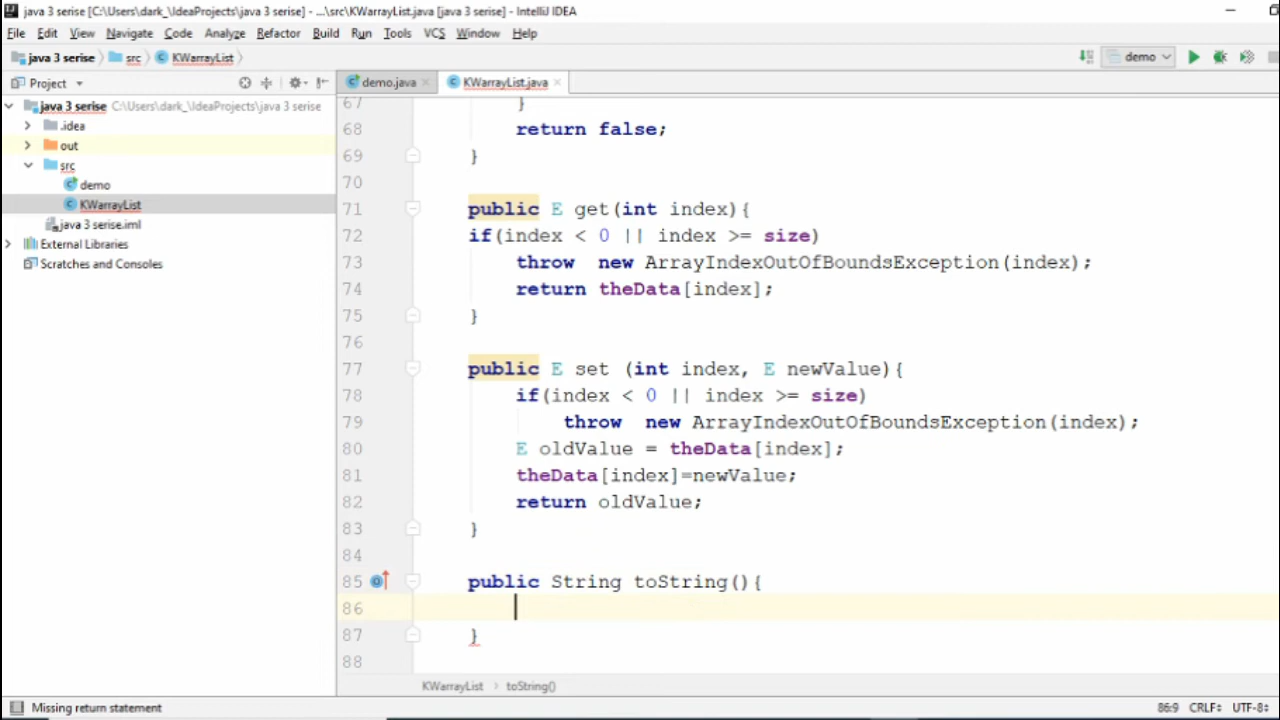 java 3 serise [C:\Users\dark_\IdeaProjects\java 3 serise] - ...\src\KWarrayList.java [java 3 serise] - IntelliJ IDEA
File Edit View Navigate Code Analyze Refactor Build Run Tools VCS Window Help
java 3 serise src KWarrayList demo
Project demo.java KWarrayList.java
java 3 serise C:\Users\dark_\IdeaProjects\java 3 serise
.idea
out
src
demo
KWarrayList
java 3 serise.iml
External Libraries
Scratches and Consoles
67 }
68 return false;
69 }
70
71 public E get(int index){
72 if(index < 0 || index >= size)
73 throw new ArrayIndexOutOfBoundsException(index);
74 return theData[index];
75 }
76
77 public E set (int index, E newValue){
78 if(index < 0 || index >= size)
79 throw new ArrayIndexOutOfBoundsException(index);
80 E oldValue = theData[index];
81 theData[index]=newValue;
82 return oldValue;
83 }
84
85 public String toString(){
86
87 }
88
KWarrayList toString()
Missing return statement 86:9 CRLF UTF-8